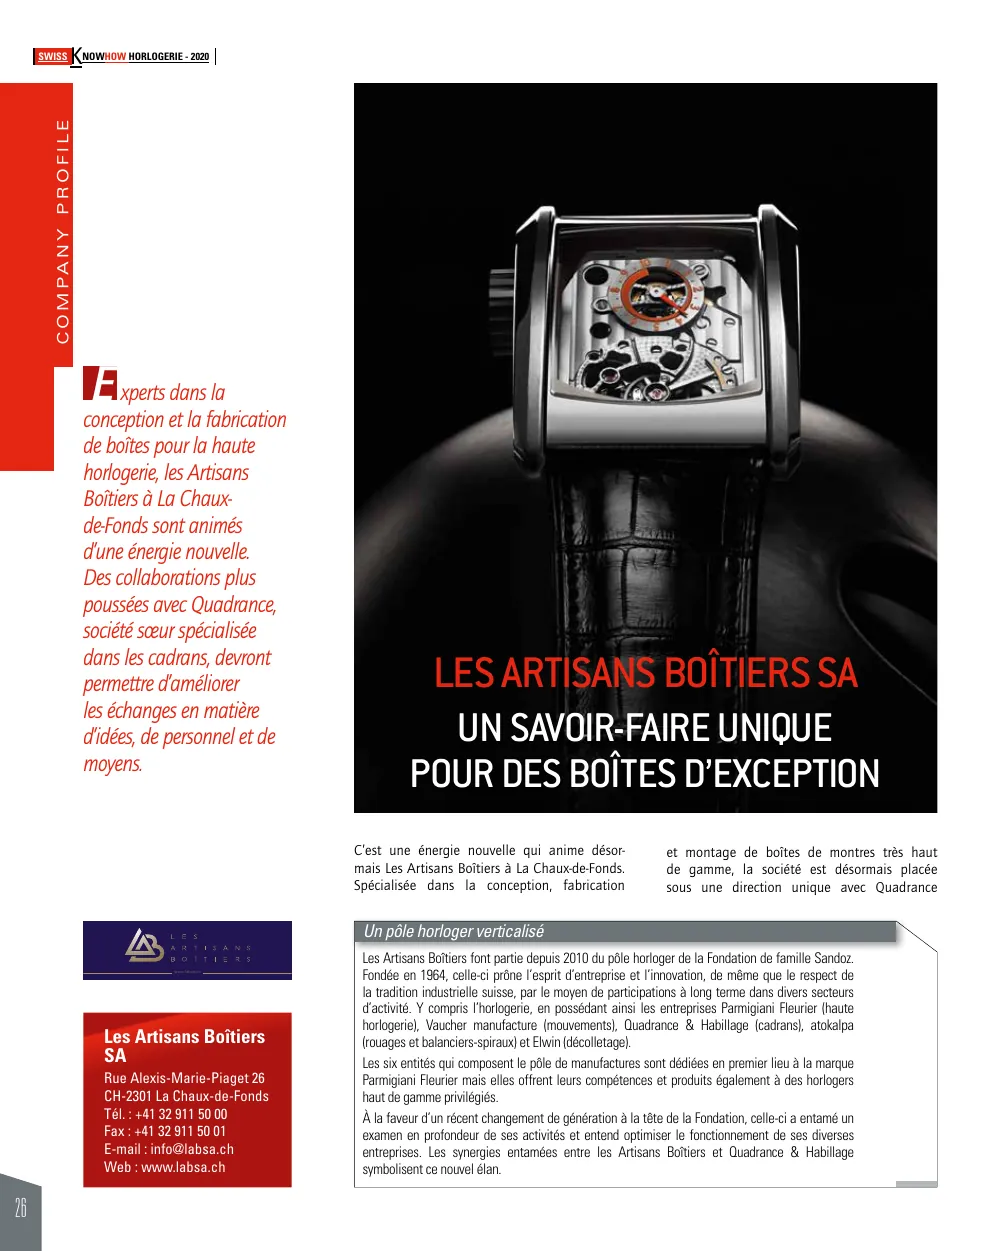 SWISS KNOWHOW HORLOGERIE - 2020
COMPANY PROFILE
Experts dans la
conception et la fabrication
de boîtes pour la haute
horlogerie, les Artisans
Boîtiers à La Chaux-
de-Fonds sont animés
d’une énergie nouvelle.
Des collaborations plus
poussées avec Quadrance,
société sœur spécialisée
dans les cadrans, devront
permettre d’améliorer
les échanges en matière
d’idées, de personnel et de
moyens.
LES ARTISANS BOÎTIERS SA
UN SAVOIR-FAIRE UNIQUE
POUR DES BOÎTES D’EXCEPTION
C’est une énergie nouvelle qui anime désor-
mais Les Artisans Boîtiers à La Chaux-de-Fonds.
Spécialisée dans la conception, fabrication
et montage de boîtes de montres très haut
de gamme, la société est désormais placée
sous une direction unique avec Quadrance
LES
ARTISANS
BOÎTIERS
Les Artisans Boîtiers
SA
Rue Alexis-Marie-Piaget 26
CH-2301 La Chaux-de-Fonds
Tél. : +41 32 911 50 00
Fax : +41 32 911 50 01
E-mail : info@labsa.ch
Web : www.labsa.ch
Un pôle horloger verticalisé
Les Artisans Boîtiers font partie depuis 2010 du pôle horloger de la Fondation de famille Sandoz.
Fondée en 1964, celle-ci prône l’esprit d’entreprise et l’innovation, de même que le respect de
la tradition industrielle suisse, par le moyen de participations à long terme dans divers secteurs
d’activité. Y compris l’horlogerie, en possédant ainsi les entreprises Parmigiani Fleurier (haute
horlogerie), Vaucher manufacture (mouvements), Quadrance & Habillage (cadrans), atokalpa
(rouages et balanciers-spiraux) et Elwin (décolletage).
Les six entités qui composent le pôle de manufactures sont dédiées en premier lieu à la marque
Parmigiani Fleurier mais elles offrent leurs compétences et produits également à des horlogers
haut de gamme privilégiés.
À la faveur d’un récent changement de génération à la tête de la Fondation, celle-ci a entamé un
examen en profondeur de ses activités et entend optimiser le fonctionnement de ses diverses
entreprises. Les synergies entamées entre les Artisans Boîtiers et Quadrance & Habillage
symbolisent ce nouvel élan.
26